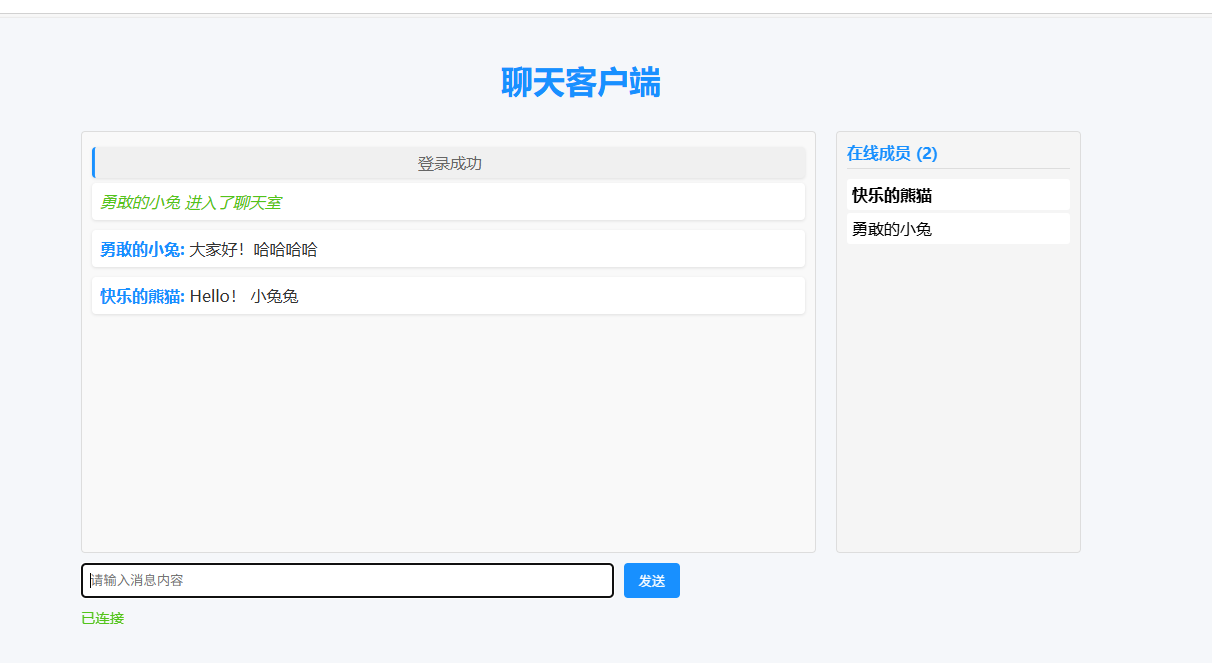 聊天客户端
登录成功
勇敢的小兔 进入了聊天室
勇敢的小兔: 大家好！哈哈哈哈
快乐的熊猫: Hello！ 小兔兔
在线成员 (2)
快乐的熊猫
勇敢的小兔
请输入消息内容
发送
已连接